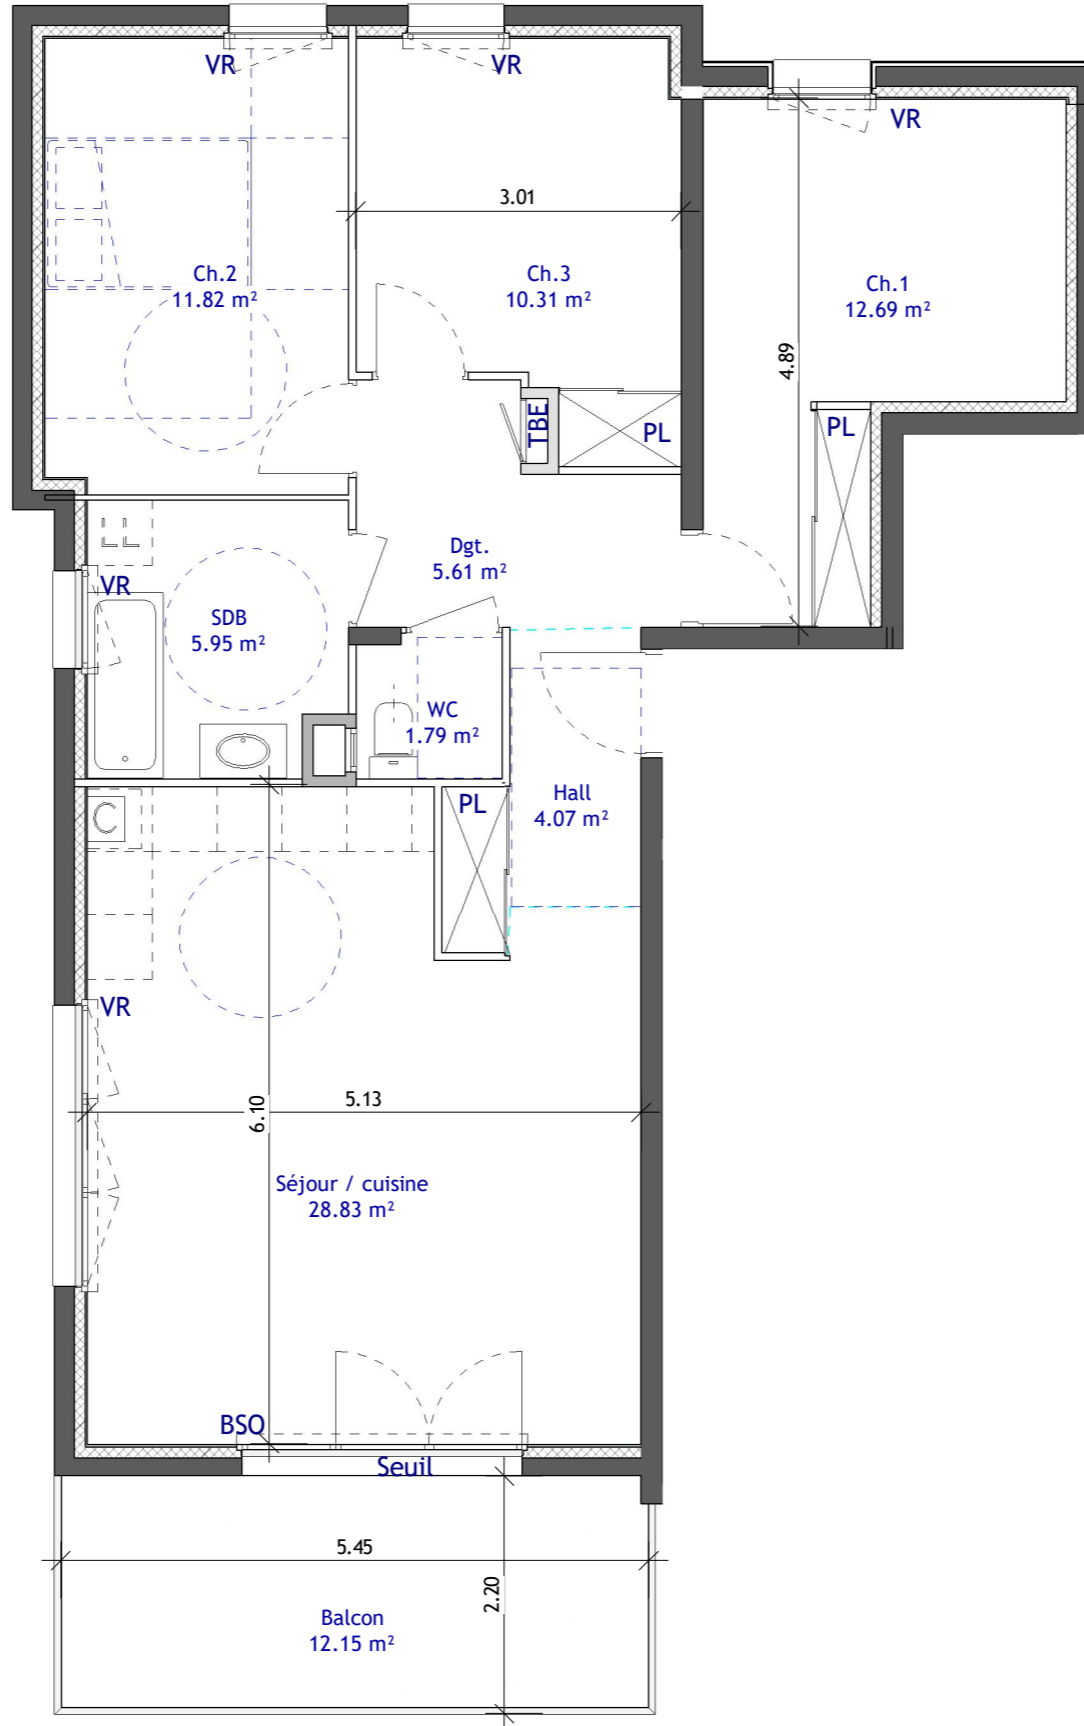 VR
VR
VR
3.01
Ch.2
11.82 m²
Ch.3
10.31 m²
Ch.1
12.69 m²
4.89
TBE
PL
PL
LL
Dgt.
5.61 m²
VR
SDB
5.95 m²
WC
1.79 m²
PL
Hall
4.07 m²
C
VR
6.10
5.13
Séjour / cuisine
28.83 m²
BSO
Seuil
5.45
2.20
Balcon
12.15 m²